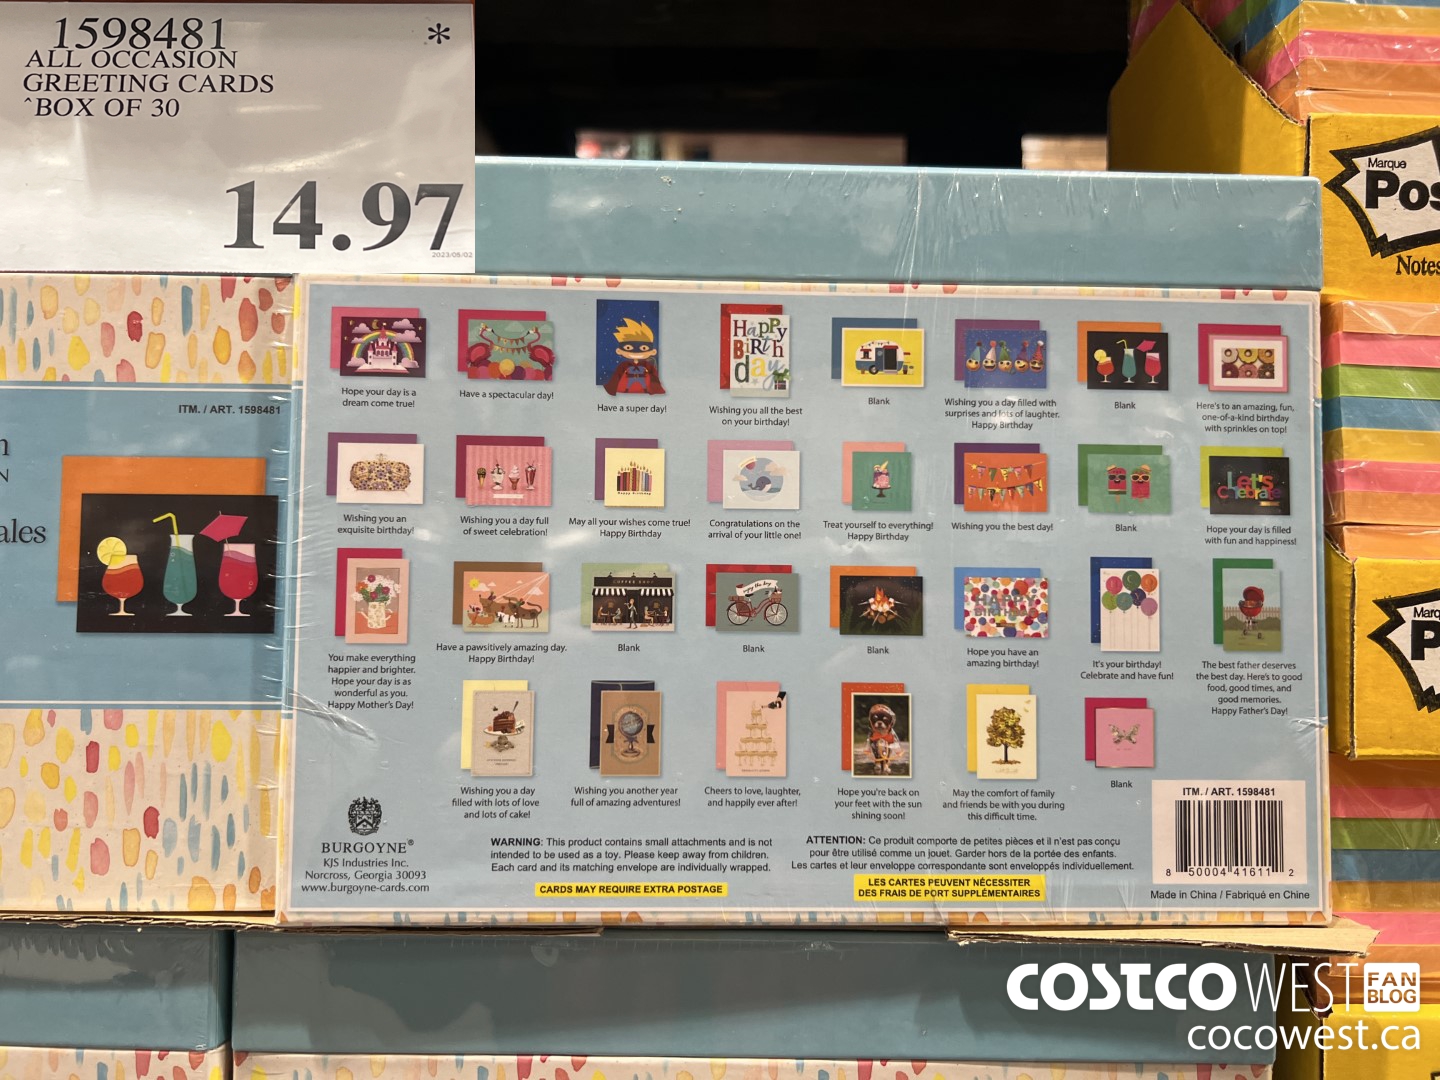 1598481 *
ALL OCCASION
GREETING CARDS
^BOX OF 30
14.97
2023/05/02
ITM. / ART. 1598481
ales
Marque
Pos
Notes
Hope your day is a
dream come true!
Have a spectacular day!
Have a super day!
HAPPY
BIRTH
day
Wishing you all the best
on your birthday!
Blank
Wishing you a day filled with
surprises and lots of laughter.
Happy Birthday
Blank
Here's to an amazing, fun,
one-of-a-kind birthday
with sprinkles on top!
Wishing you an
exquisite birthday!
Wishing you a day full
of sweet celebration!
May all your wishes come true!
Happy Birthday
Congratulations on the
arrival of your little one!
Treat yourself to everything!
Happy Birthday
Wishing you the best day!
Blank
Let's
Celebrate
Hope your day is filled
with fun and happiness!
You make everything
happier and brighter.
Hope your day is as
wonderful as you.
Happy Mother's Day!
Have a pawsitively amazing day.
Happy Birthday!
COFFEE SHOP
Blank
Blank
Blank
Hope you have an
amazing birthday!
It's your birthday!
Celebrate and have fun!
The best father deserves
the best day. Here's to good
food, good times, and
good memories.
Happy Father's Day!
Wishing you a day
filled with lots of love
and lots of cake!
Wishing you another year
full of amazing adventures!
Cheers to love, laughter,
and happily ever after!
Hope you're back on
your feet with the sun
shining soon!
May the comfort of family
and friends be with you during
this difficult time.
Blank
BURGOYNE®
KJS Industries Inc.
Norcross, Georgia 30093
www.burgoyne-cards.com
WARNING: This product contains small attachments and is not
intended to be used as a toy. Please keep away from children.
Each card and its matching envelope are individually wrapped.
CARDS MAY REQUIRE EXTRA POSTAGE
ATTENTION: Ce produit comporte de petites pièces et il n'est pas conçu
pour être utilisé comme un jouet. Garder hors de la portée des enfants.
Les cartes et leur enveloppe correspondante sont enveloppés individuellement.
LES CARTES PEUVENT NÉCESSITER
DES FRAIS DE PORT SUPPLÉMENTAIRES
ITM. / ART. 1598481
8 50004 41611 2
Made in China / Fabriqué en Chine
Marq
P
COSTCO WEST FAN BLOG
cocowest.ca